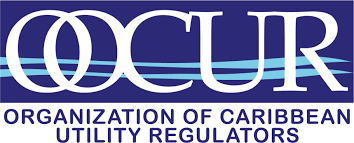 OOCUR
ORGANIZATION OF CARIBBEAN
UTILITY REGULATORS